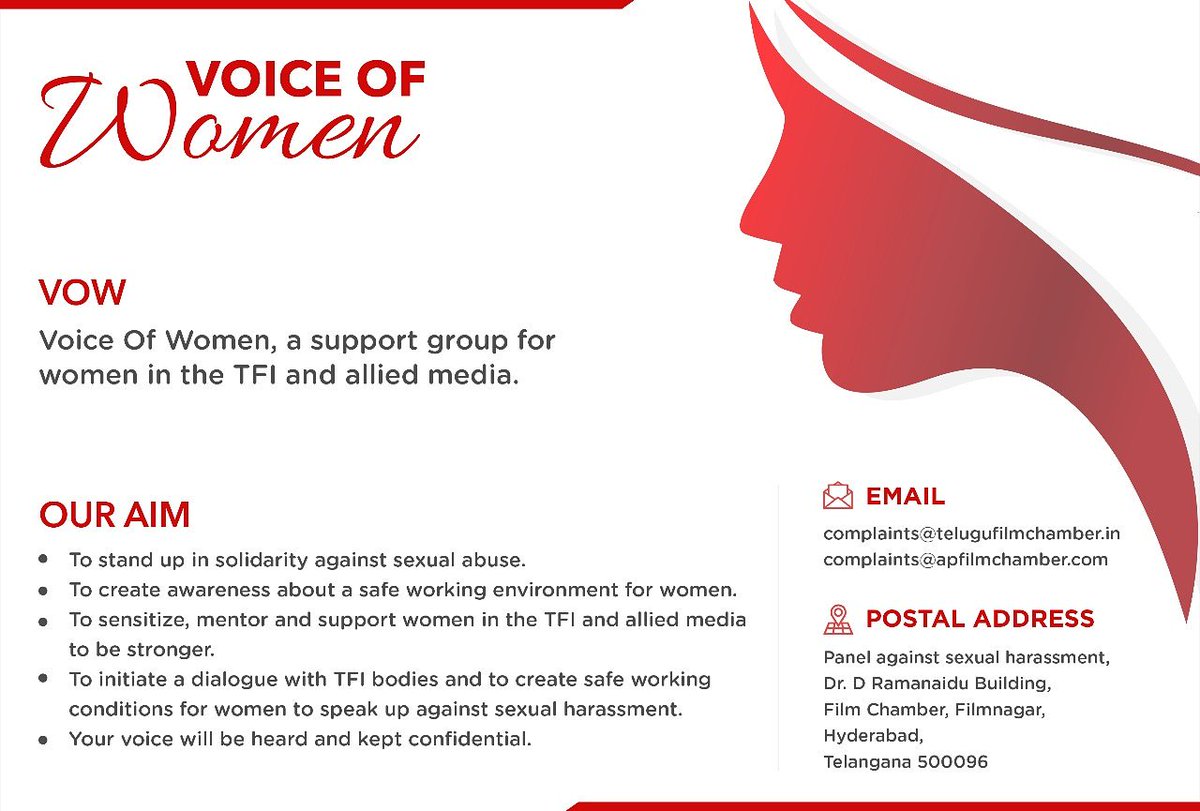 VOICE OF
Women
VOW
Voice Of Women, a support group for
women in the TFI and allied media.
OUR AIM
• To stand up in solidarity against sexual abuse.
• To create awareness about a safe working environment for women.
• To sensitize, mentor and support women in the TFI and allied media
to be stronger.
• To initiate a dialogue with TFI bodies and to create safe working
conditions for women to speak up against sexual harassment.
• Your voice will be heard and kept confidential.
EMAIL
complaints@telugufilmchamber.in
complaints@apfilmchamber.com
POSTAL ADDRESS
Panel against sexual harassment,
Dr. D Ramanaidu Building,
Film Chamber, Filmnagar,
Hyderabad,
Telangana 500096